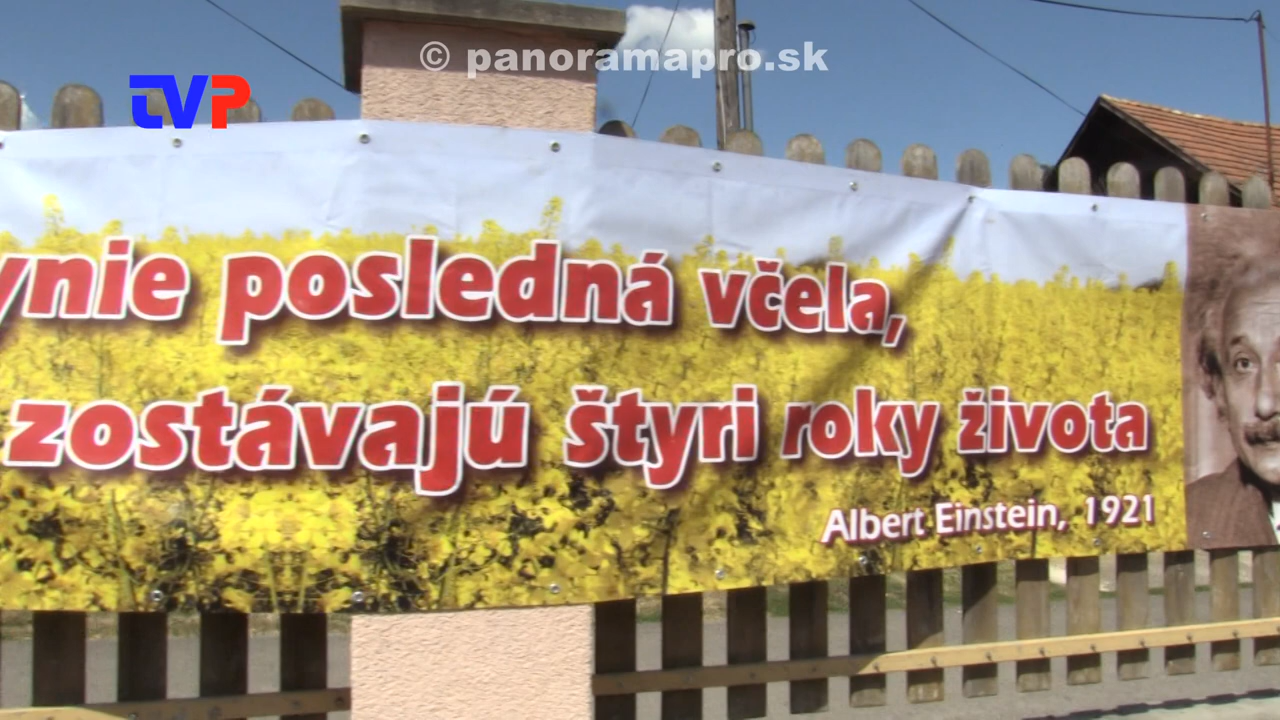 © panoramapro.sk
TVP
ynie posledná včela,
zostávajú štyri roky života
Albert Einstein, 1921